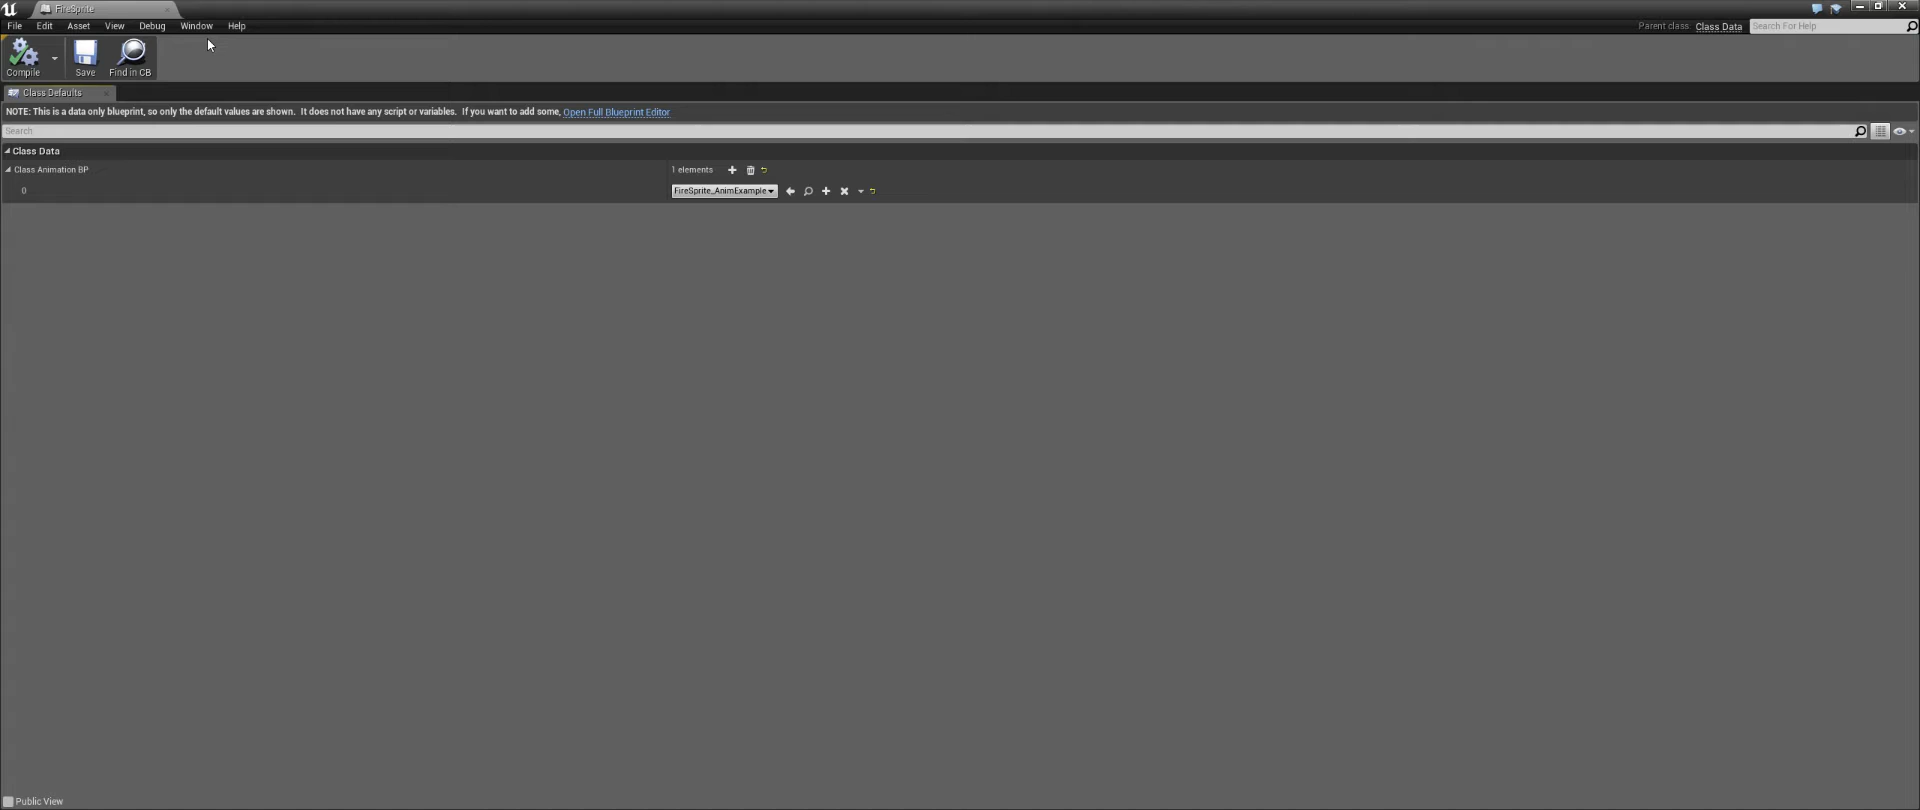 FireSprite
File Edit Asset View Debug Window Help
Parent class: Class Data Search For Help
Compile Save Find in CB
Class Defaults
NOTE: This is a data only blueprint, so only the default values are shown. It does not have any script or variables. If you want to add some, Open Full Blueprint Editor
Search
Class Data
Class Animation BP 1 elements
0 FireSprite_AnimExample
Public View